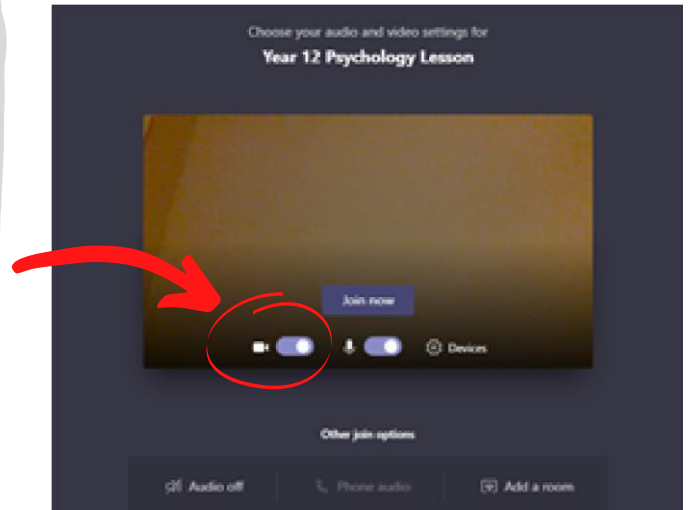 Choose your audio and video settings for
Year 12 Psychology Lesson
Join now
Devices
Other join options
Audio off
Phone audio
Add a room